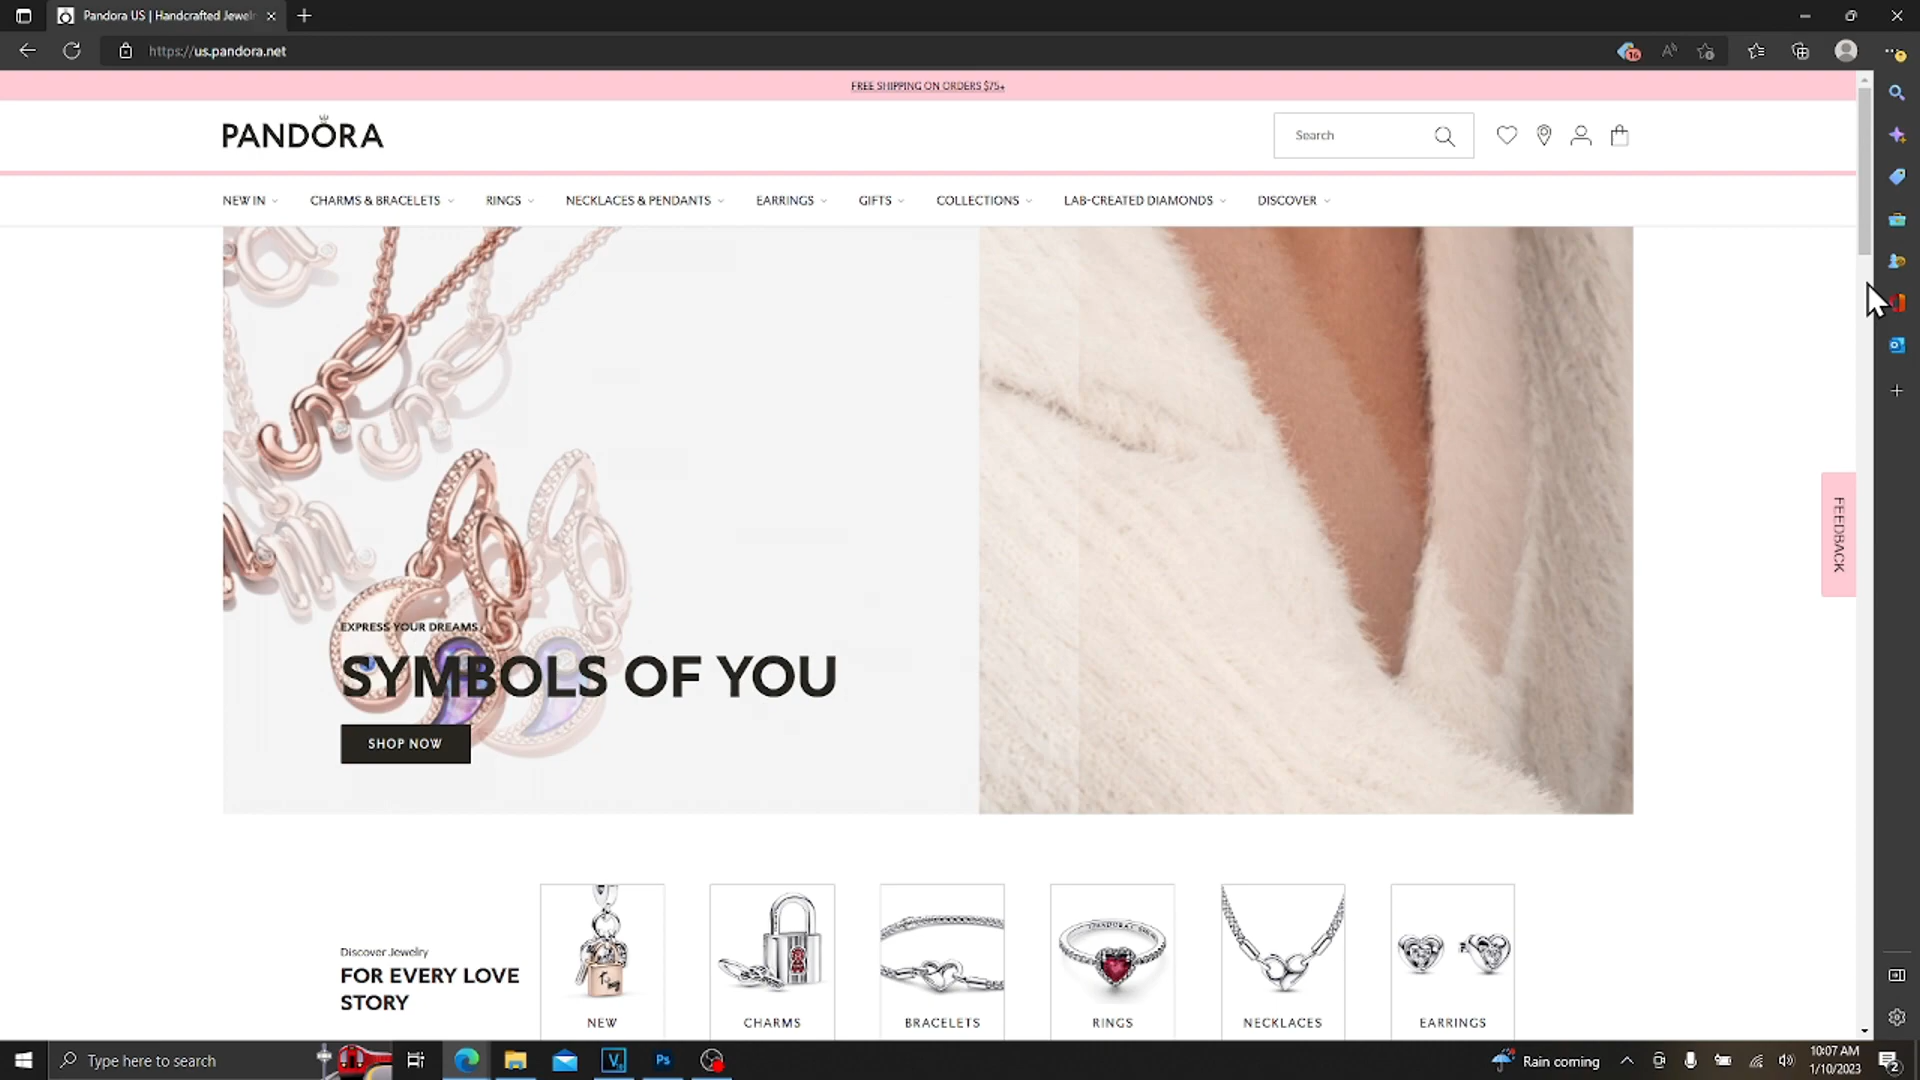 Pandora US | Handcrafted Jewel
https://us.pandora.net
16
FREE SHIPPING ON ORDERS $75+
PANDORA
Search
NEW IN
CHARMS & BRACELETS
RINGS
NECKLACES & PENDANTS
EARRINGS
GIFTS
COLLECTIONS
LAB-CREATED DIAMONDS
DISCOVER
FEEDBACK
EXPRESS YOUR DREAMS
SYMBOLS OF YOU
SHOP NOW
Discover Jewelry
FOR EVERY LOVE
STORY
NEW
CHARMS
BRACELETS
RINGS
NECKLACES
EARRINGS
Type here to search
Ps
Rain coming
10:07 AM
1/10/2023
2